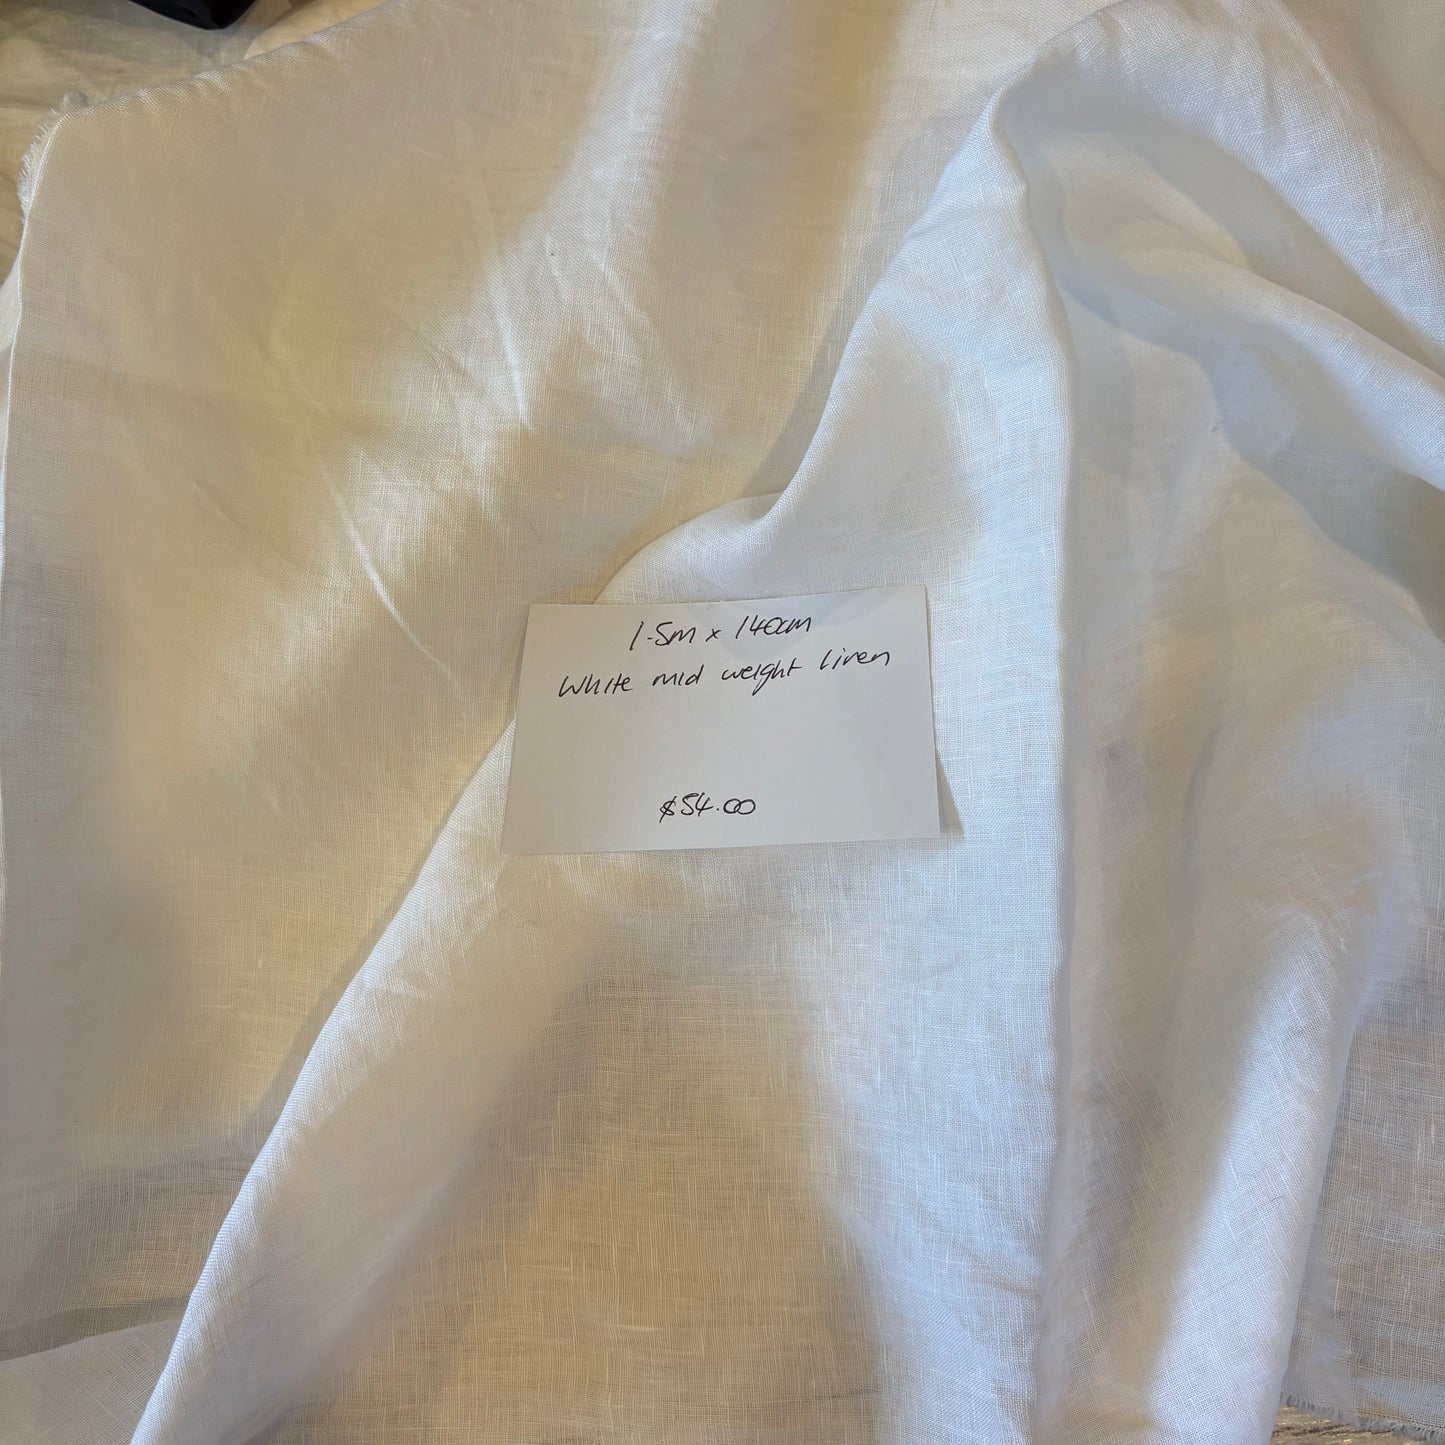 1.5m x 140cm
White mid weight linen
$54.00